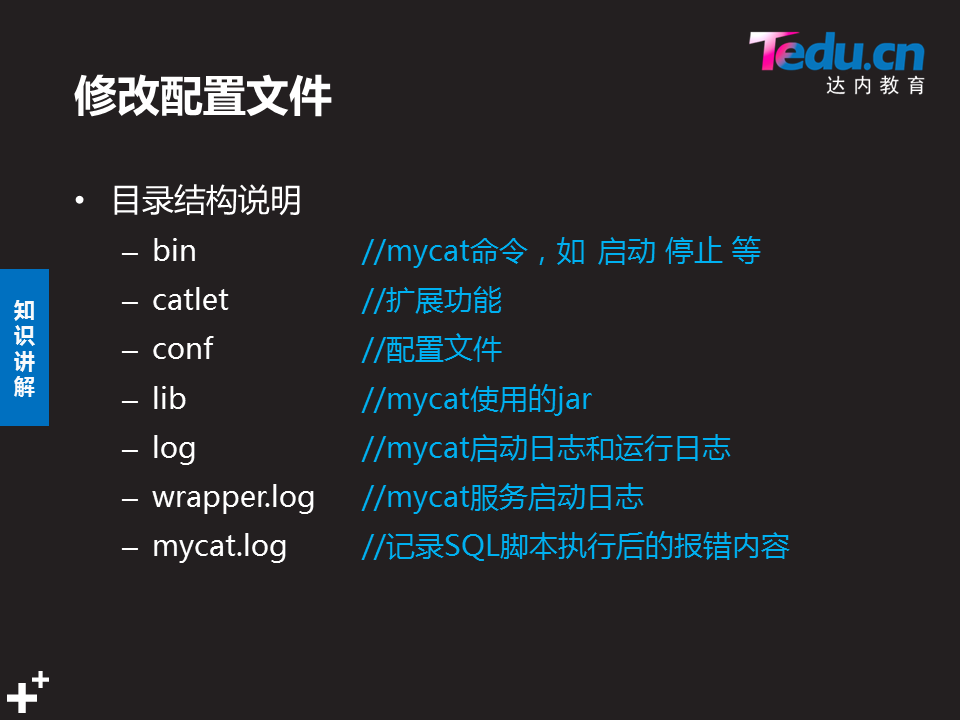 Tedu.cn
达内教育
修改配置文件
• 目录结构说明
– bin //mycat命令，如 启动 停止 等
– catlet //扩展功能
– conf //配置文件
– lib //mycat使用的jar
– log //mycat启动日志和运行日志
– wrapper.log //mycat服务启动日志
– mycat.log //记录SQL脚本执行后的报错内容
知
识
讲
解